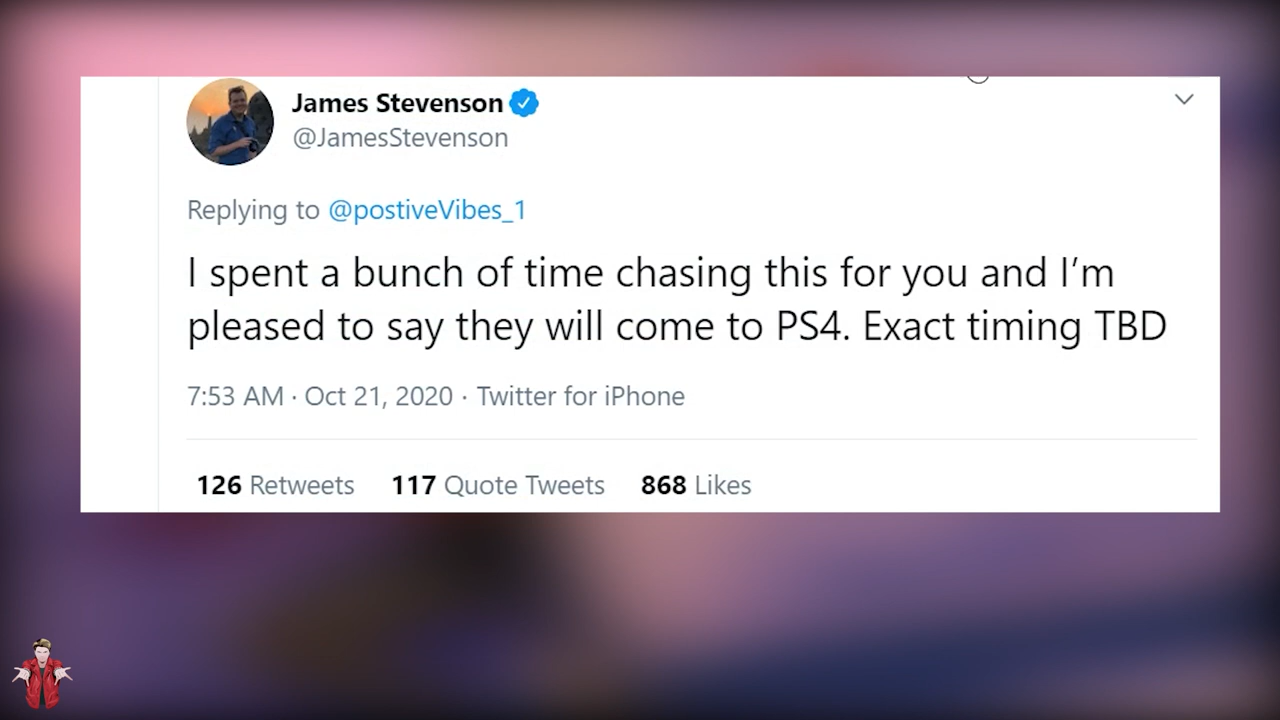 James Stevenson
@JamesStevenson
Replying to @postiveVibes_1
I spent a bunch of time chasing this for you and I’m
pleased to say they will come to PS4. Exact timing TBD
7:53 AM · Oct 21, 2020 · Twitter for iPhone
126 Retweets 117 Quote Tweets 868 Likes